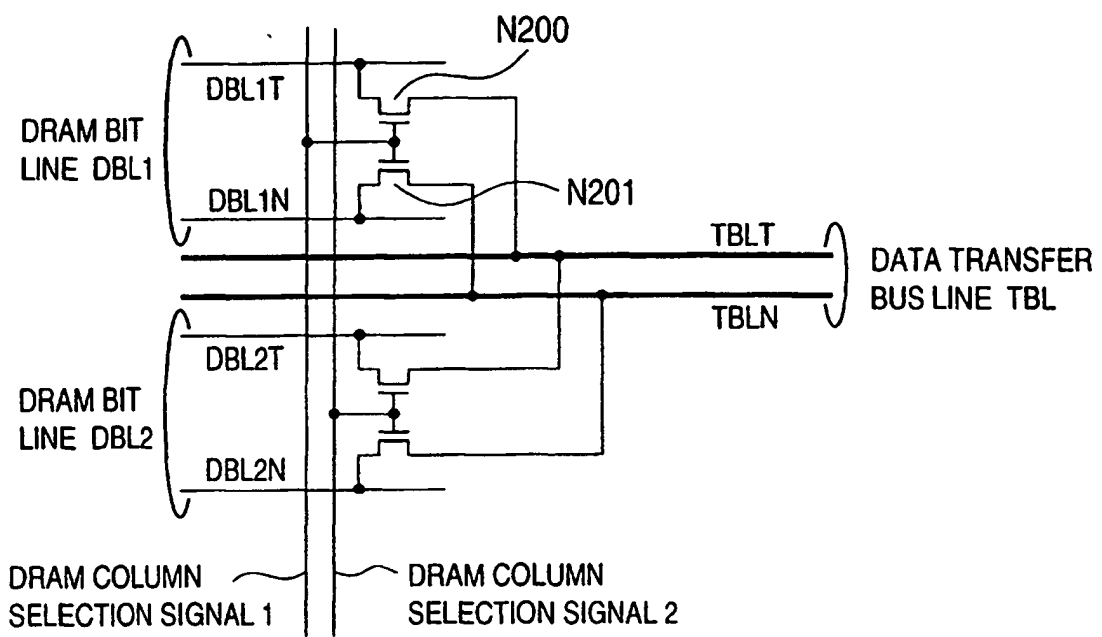 N200
DBL1T
DRAM BIT
LINE DBL1
DBL1N
N201
TBLT
DATA TRANSFER
BUS LINE TBL
TBLN
DBL2T
DRAM BIT
LINE DBL2
DBL2N
DRAM COLUMN
SELECTION SIGNAL 1
DRAM COLUMN
SELECTION SIGNAL 2